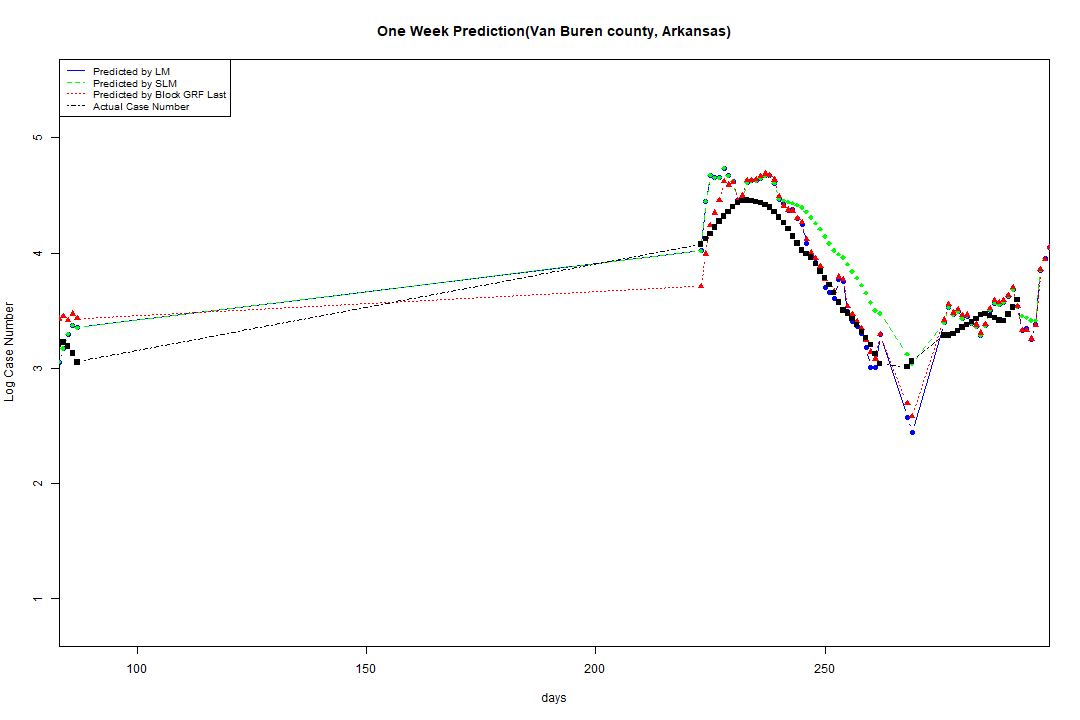 One Week Prediction(Van Buren county, Arkansas)
Predicted by LM
Predicted by SLM
Predicted by Block GRF Last
Actual Case Number
5
4
3
2
1
Log Case Number
100
150
200
250
days